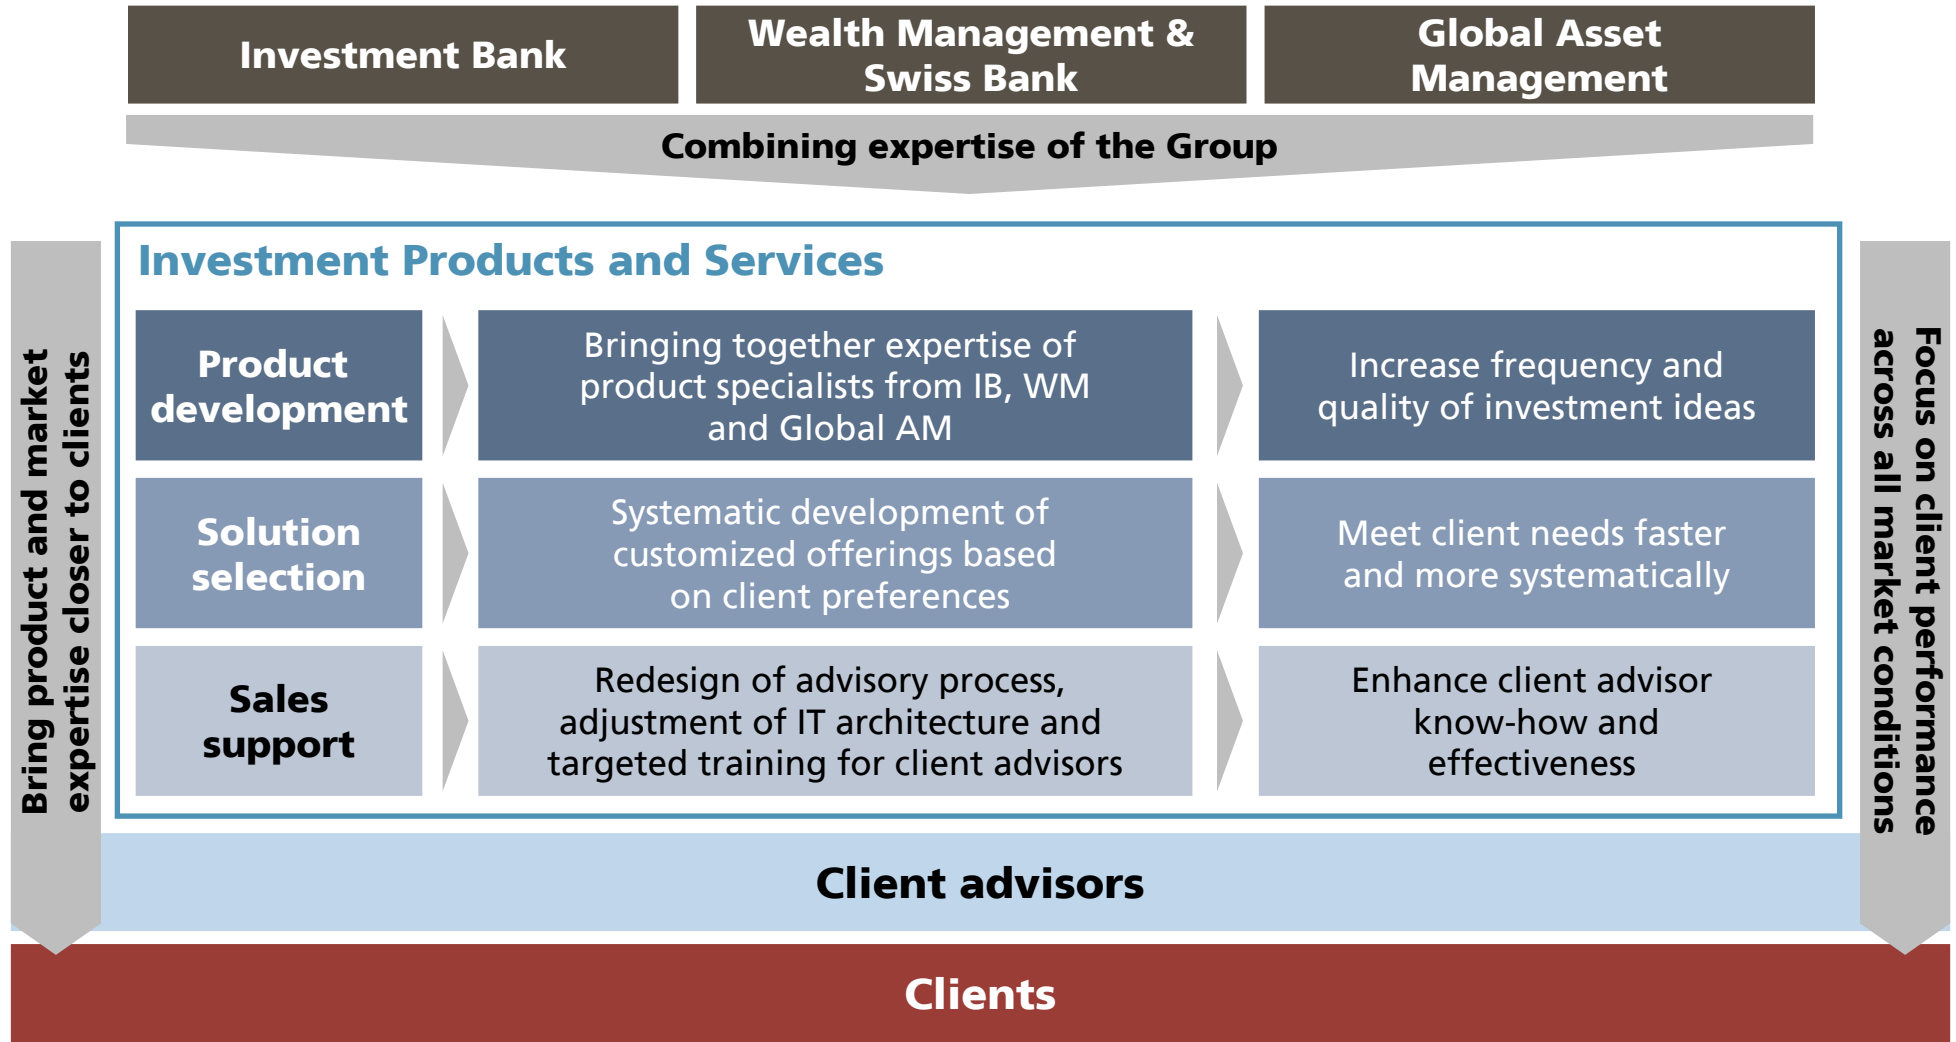 Investment Bank
Wealth Management &
Swiss Bank
Global Asset
Management
Combining expertise of the Group
Bring product and market
expertise closer to clients
Investment Products and Services
Product
development
Bringing together expertise of
product specialists from IB, WM
and Global AM
Increase frequency and
quality of investment ideas
Solution
selection
Systematic development of
customized offerings based
on client preferences
Meet client needs faster
and more systematically
Sales
support
Redesign of advisory process,
adjustment of IT architecture and
targeted training for client advisors
Enhance client advisor
know-how and
effectiveness
Focus on client performance
across all market conditions
Client advisors
Clients